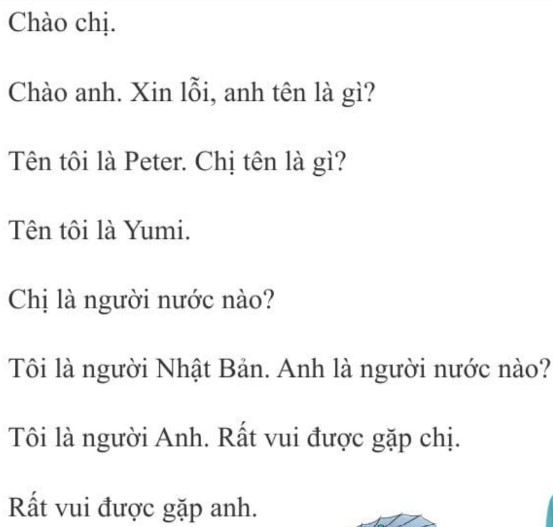 Chào chị.
Chào anh. Xin lỗi, anh tên là gì?
Tên tôi là Peter. Chị tên là gì?
Tên tôi là Yumi.
Chị là người nước nào?
Tôi là người Nhật Bản. Anh là người nước nào?
Tôi là người Anh. Rất vui được gặp chị.
Rất vui được gặp anh.